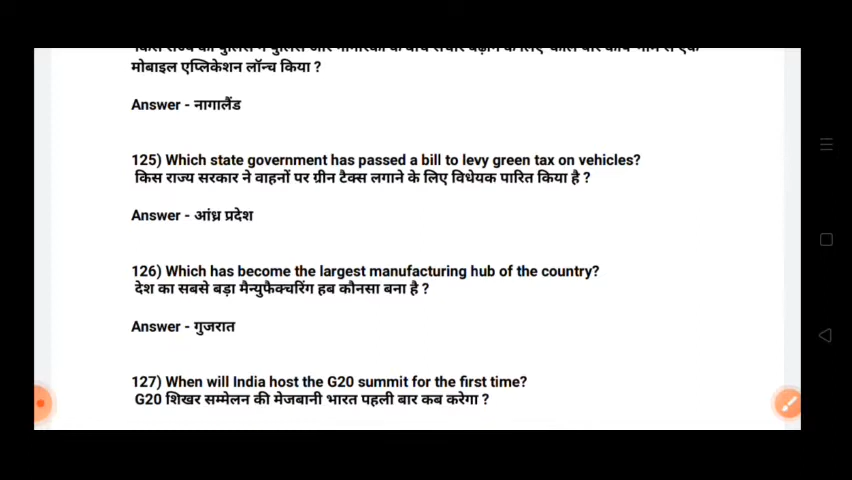 मोबाइल एप्लिकेशन लॉन्च किया ?
Answer - नागालैंड
125) Which state government has passed a bill to levy green tax on vehicles?
किस राज्य सरकार ने वाहनों पर ग्रीन टैक्स लगाने के लिए विधेयक पारित किया है ?
Answer - आंध्र प्रदेश
126) Which has become the largest manufacturing hub of the country?
देश का सबसे बड़ा मैन्युफैक्चरिंग हब कौनसा बना है ?
Answer - गुजरात
127) When will India host the G20 summit for the first time?
G20 शिखर सम्मेलन की मेजबानी भारत पहली बार कब करेगा ?